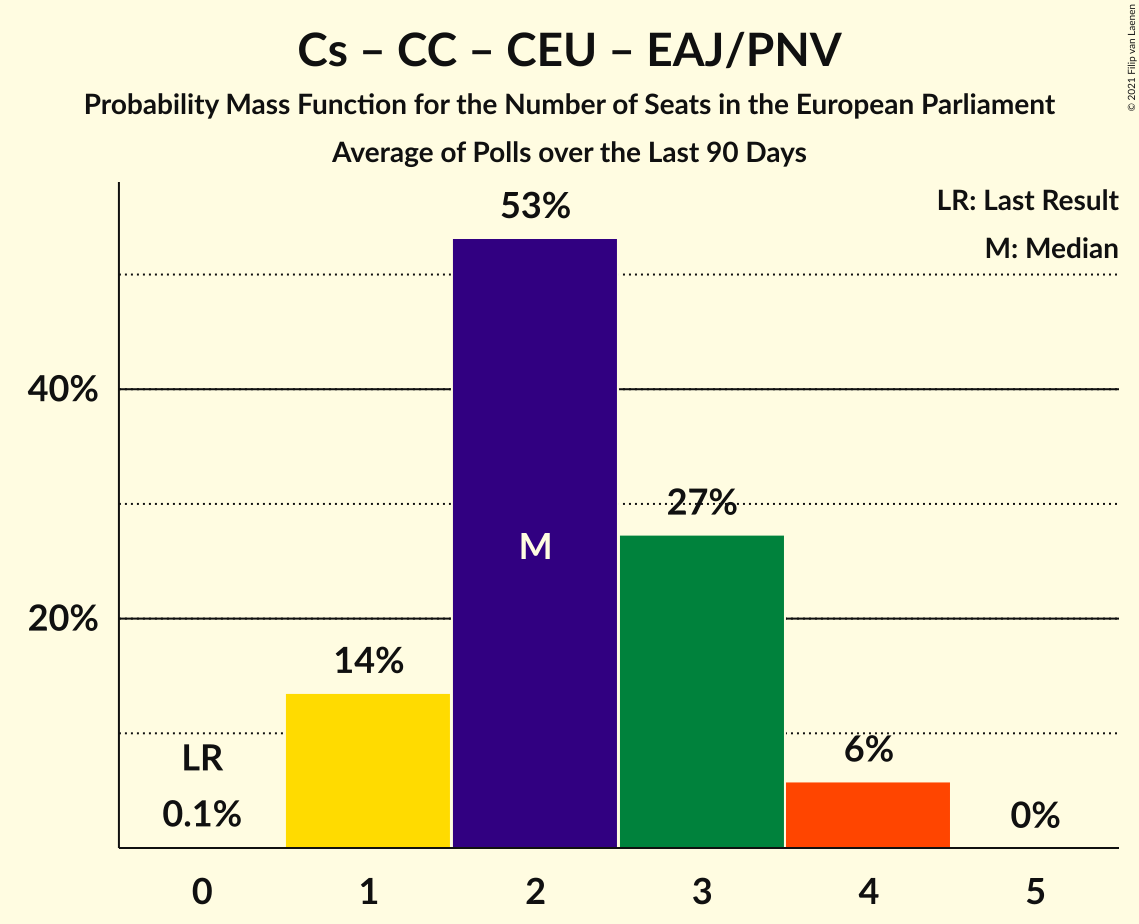 Cs – CC – CEU – EAJ/PNV
Probability Mass Function for the Number of Seats in the European Parliament
Average of Polls over the Last 90 Days
© 2021 Filip van Laenen
LR: Last Result
M: Median
53%
40%
27%
M
20%
14%
LR
6%
0.1%
0%
0 1 2 3 4 5